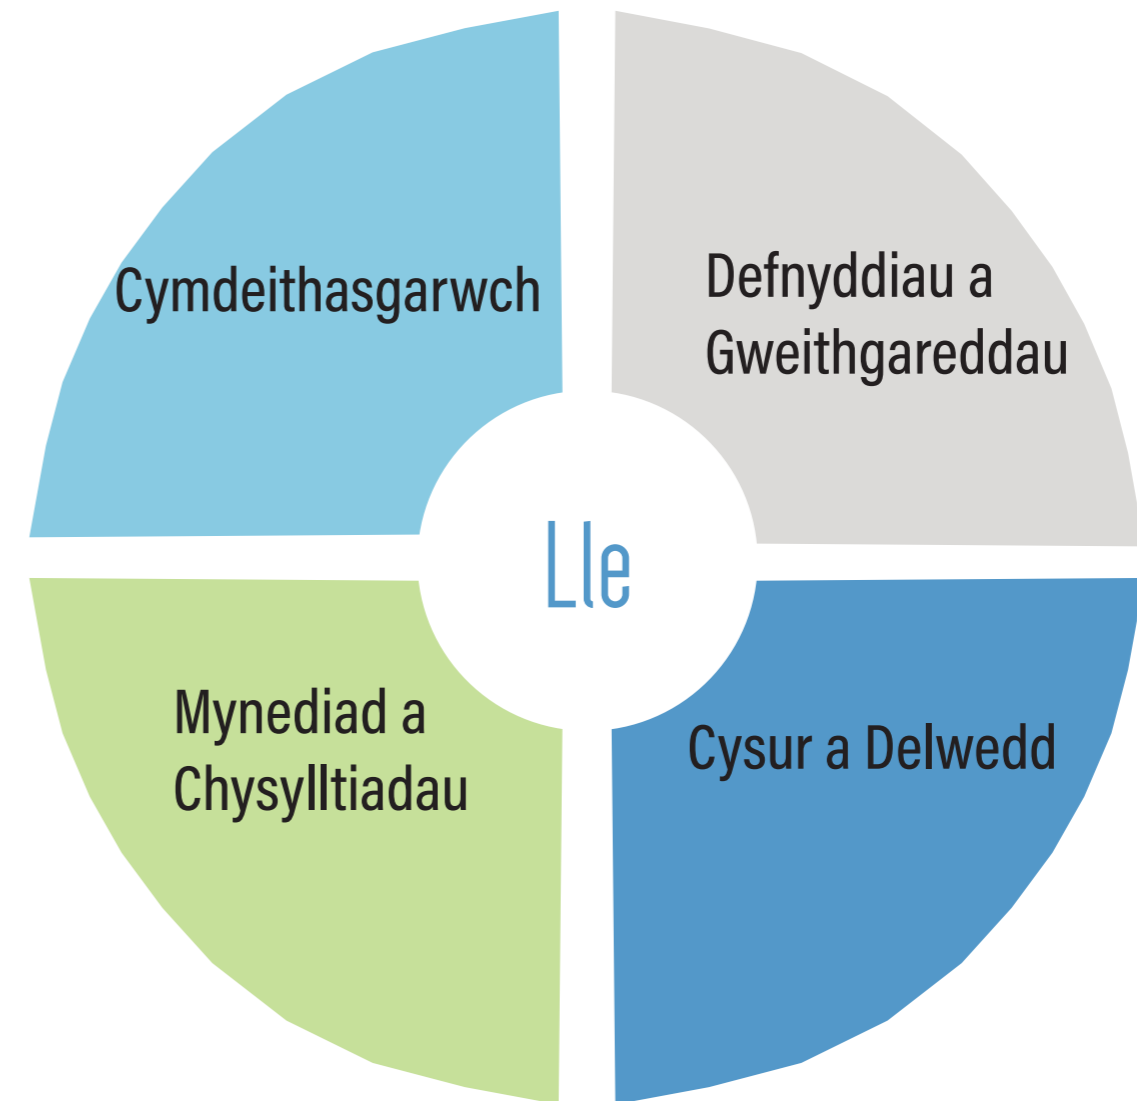 Cymdeithasgarwch
Defnyddiau a
Gweithgareddau
Lle
Mynediad a
Chysylltiadau
Cysur a Delwedd